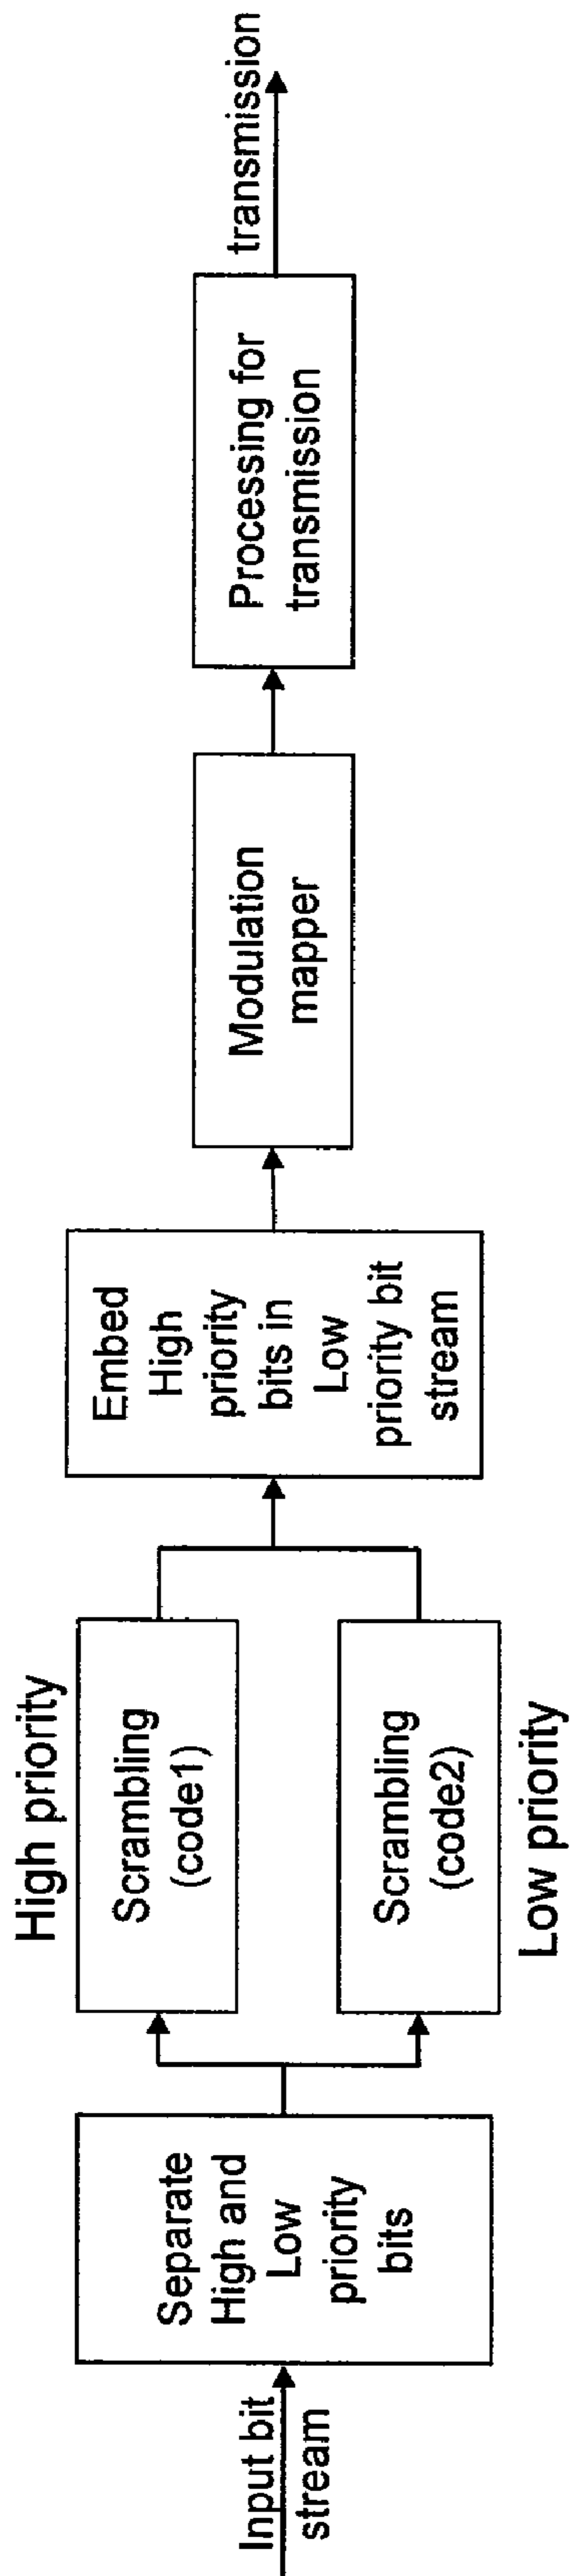 Input bit
stream
Separate
High and
Low
priority
bits
High priority
Scrambling
(code1)
Scrambling
(code2)
Low priority
Embed
High
priority
bits in
Low
priority bit
stream
Modulation
mapper
Processing for
transmission
transmission